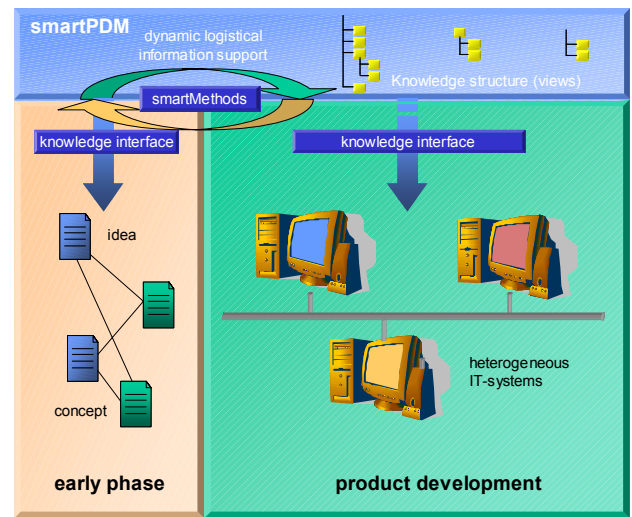 smartPDM
dynamic logistical
information support
Knowledge structure (views)
smartMethods
knowledge interface
knowledge interface
idea
concept
heterogeneous
IT-systems
early phase
product development